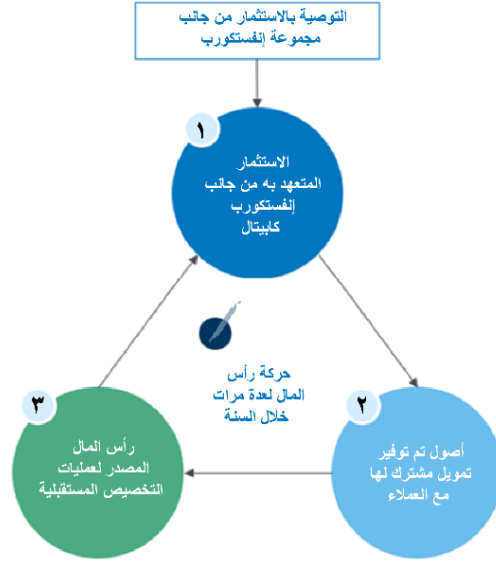 التوصية بالاستثمار من جانب
مجموعة إنفستكورب
١
الاستثمار
المتعهد به من جانب
إنفستكورب
كابيتال
حركة رأس
المال لعدة مرات
خلال السنة
٢
أصول تم توفير
تمويل مشترك لها
مع العملاء
٣
رأس المال
المصدر لعمليات
التخصيص المستقبلية